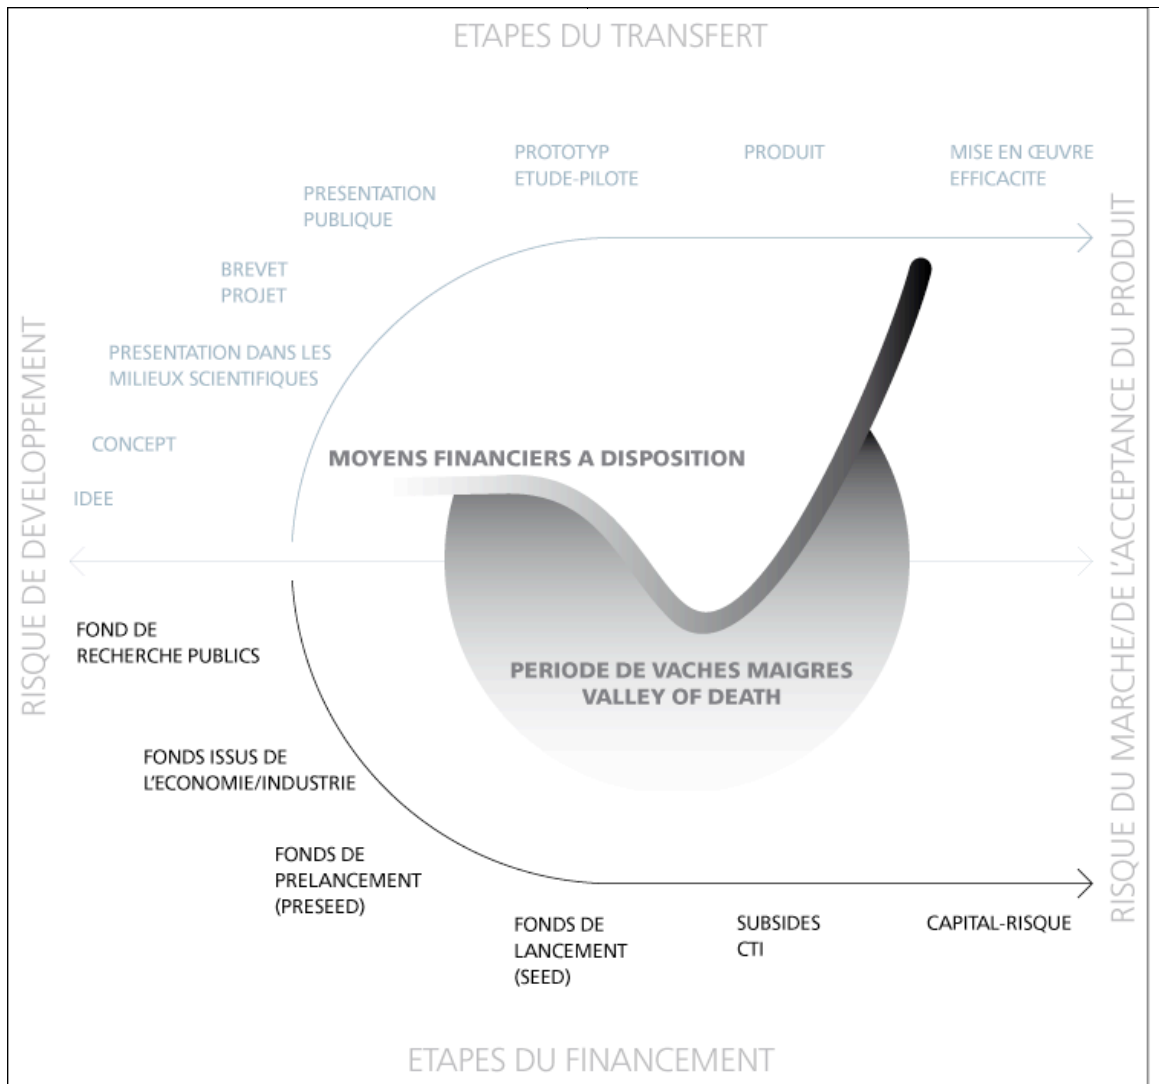 ETAPES DU TRANSFERT
PROTOTYP
ETUDE-PILOTE
PRODUIT
MISE EN ŒUVRE
EFFICACITE
PRESENTATION
PUBLIQUE
BREVET
PROJET
PRESENTATION DANS LES
MILIEUX SCIENTIFIQUES
CONCEPT
IDEE
RISQUE DE DEVELOPPEMENT
RISQUE DU MARCHE/DE L'ACCEPTANCE DU PRODUIT
MOYENS FINANCIERS A DISPOSITION
PERIODE DE VACHES MAIGRES
VALLEY OF DEATH
FOND DE
RECHERCHE PUBLICS
FONDS ISSUS DE
L'ECONOMIE/INDUSTRIE
FONDS DE
PRELANCEMENT
(PRESEED)
FONDS DE
LANCEMENT
(SEED)
SUBSIDES
CTI
CAPITAL-RISQUE
ETAPES DU FINANCEMENT